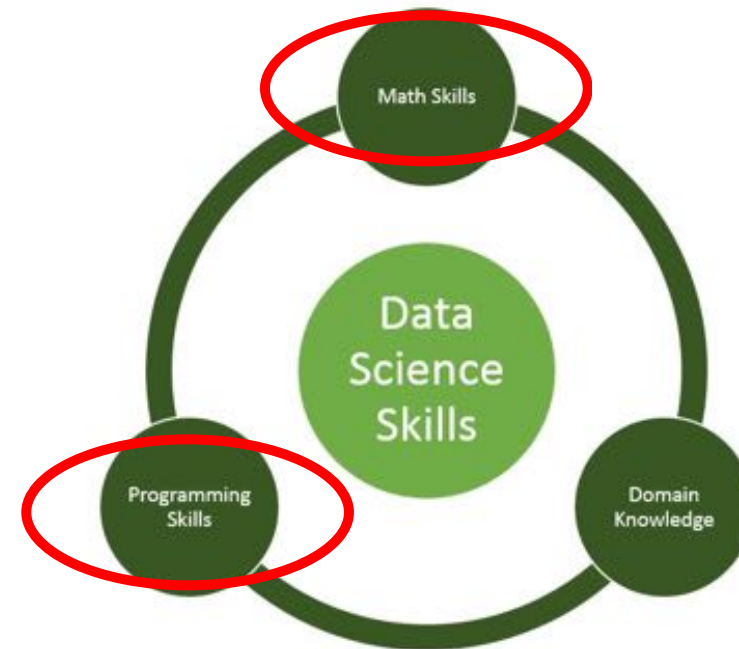 Math Skills
Data
Science
Skills
Programming
Skills
Domain
Knowledge